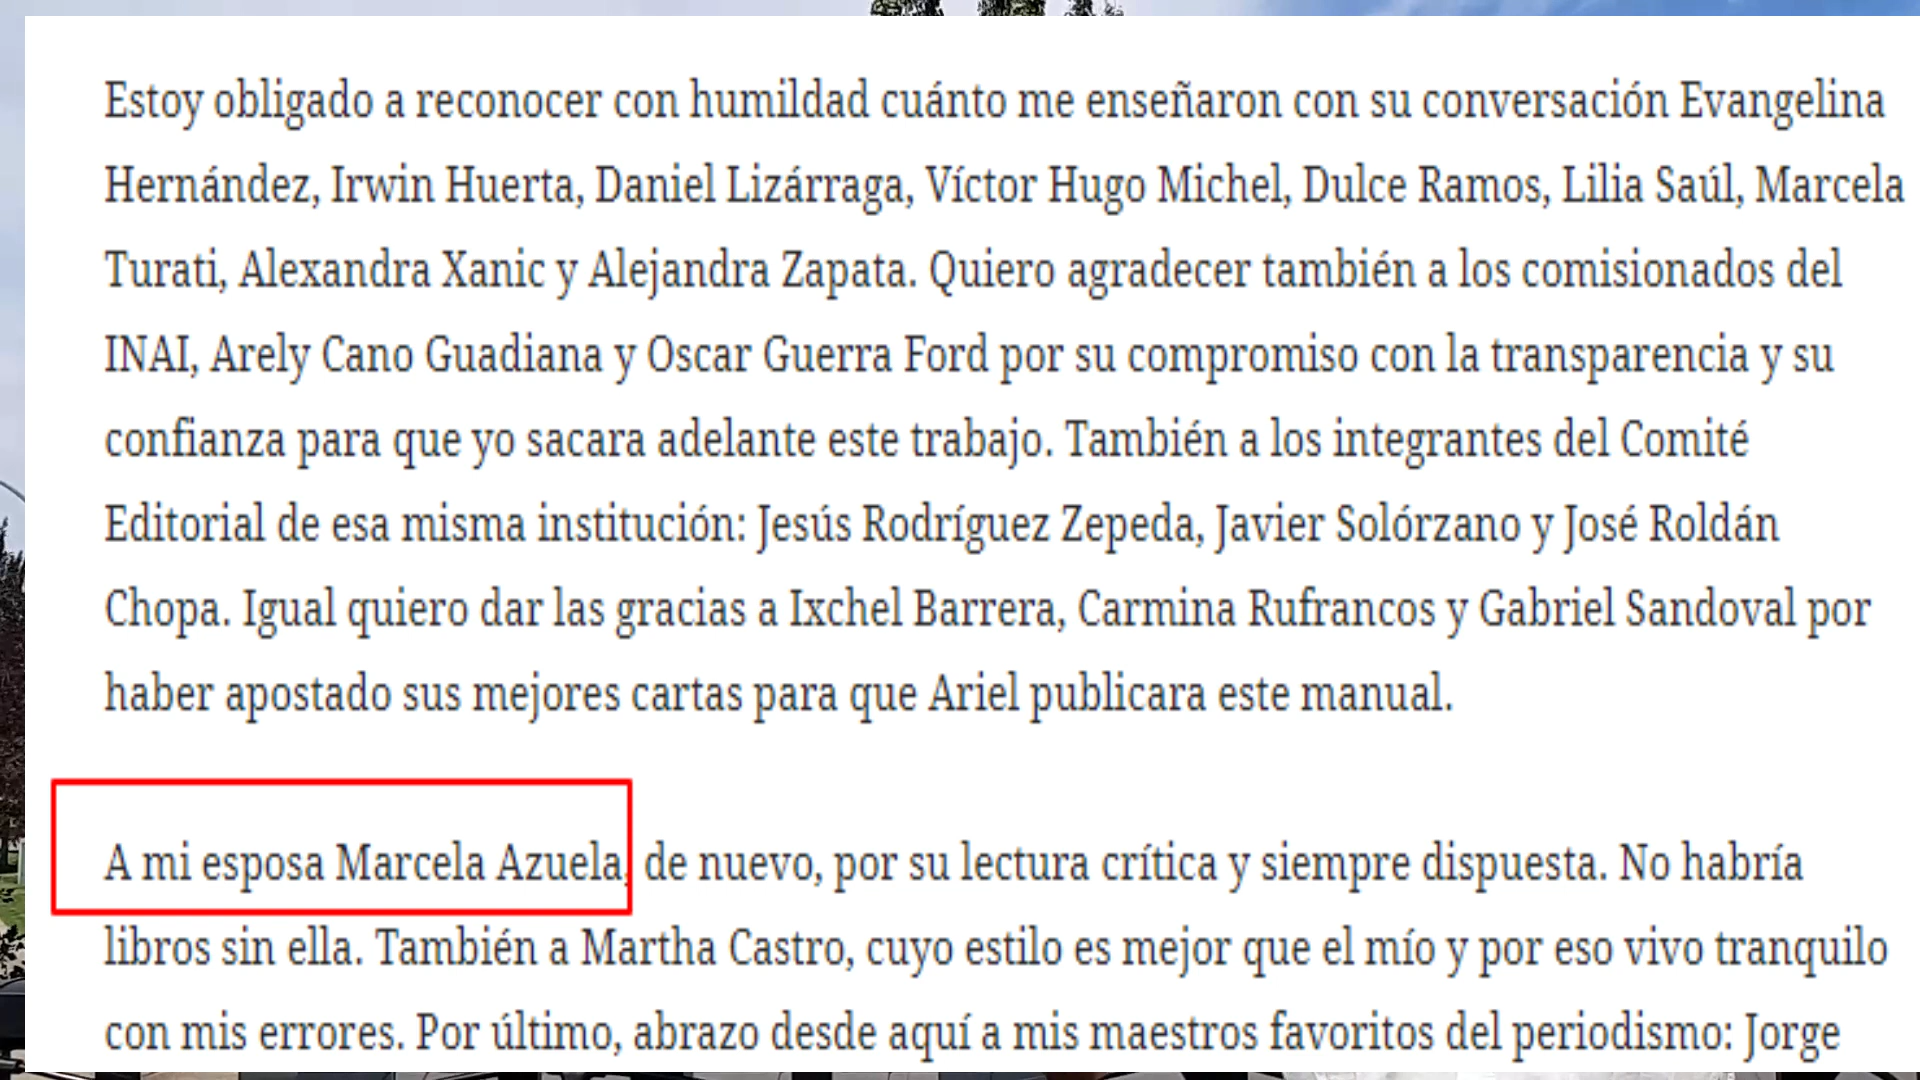 Estoy obligado a reconocer con humildad cuánto me enseñaron con su conversación Evangelina
Hernández, Irwin Huerta, Daniel Lizárraga, Víctor Hugo Michel, Dulce Ramos, Lilia Saúl, Marcela
Turati, Alexandra Xanic y Alejandra Zapata. Quiero agradecer también a los comisionados del
INAI, Arely Cano Guadiana y Oscar Guerra Ford por su compromiso con la transparencia y su
confianza para que yo sacara adelante este trabajo. También a los integrantes del Comité
Editorial de esa misma institución: Jesús Rodríguez Zepeda, Javier Solórzano y José Roldán
Chopa. Igual quiero dar las gracias a Ixchel Barrera, Carmina Rufrancos y Gabriel Sandoval por
haber apostado sus mejores cartas para que Ariel publicara este manual.
A mi esposa Marcela Azuela, de nuevo, por su lectura crítica y siempre dispuesta. No habría
libros sin ella. También a Martha Castro, cuyo estilo es mejor que el mío y por eso vivo tranquilo
con mis errores. Por último, abrazo desde aquí a mis maestros favoritos del periodismo: Jorge